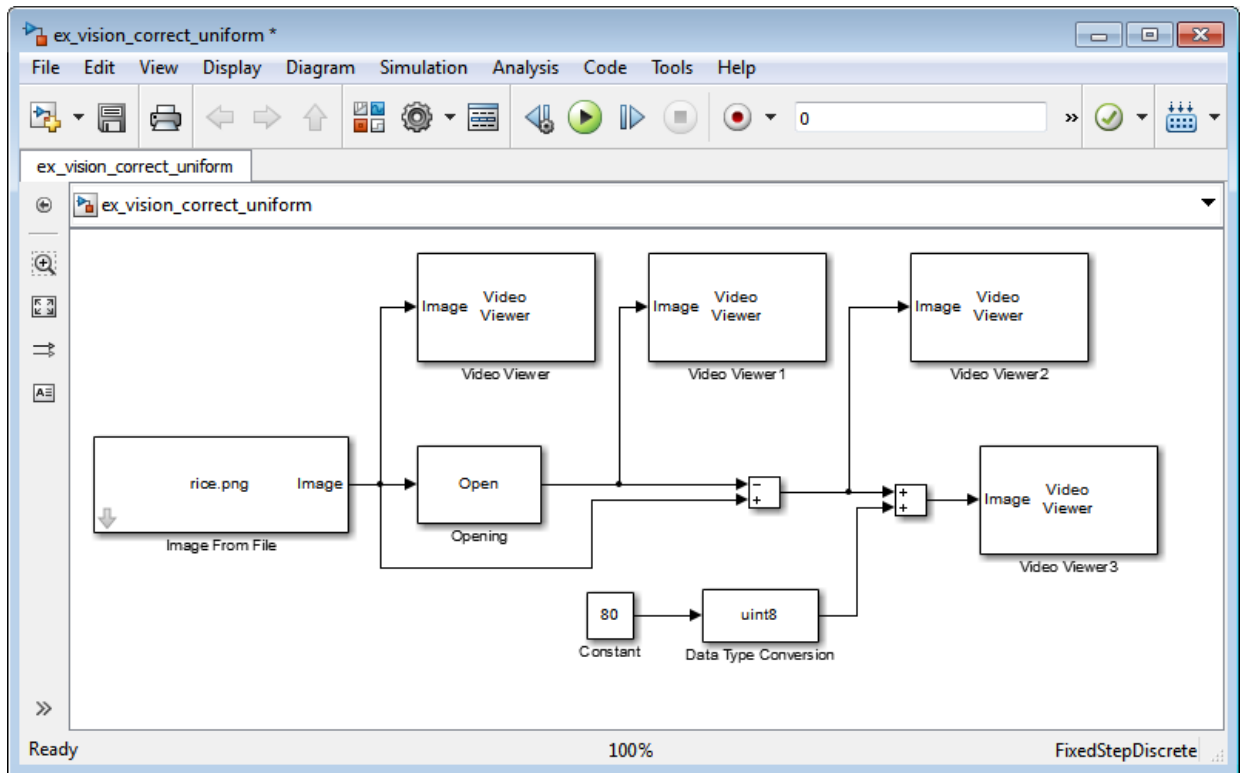 ex_vision_correct_uniform *
File Edit View Display Diagram Simulation Analysis Code Tools Help
0
»
ex_vision_correct_uniform
ex_vision_correct_uniform
Image Video Viewer
Video Viewer
Image Video Viewer
Video Viewer1
Image Video Viewer
Video Viewer2
rice.png Image
Image From File
Open
Opening
−
+
+
+
Image Video Viewer
Video Viewer3
80
Constant
uint8
Data Type Conversion
A
»
Ready 100% FixedStepDiscrete